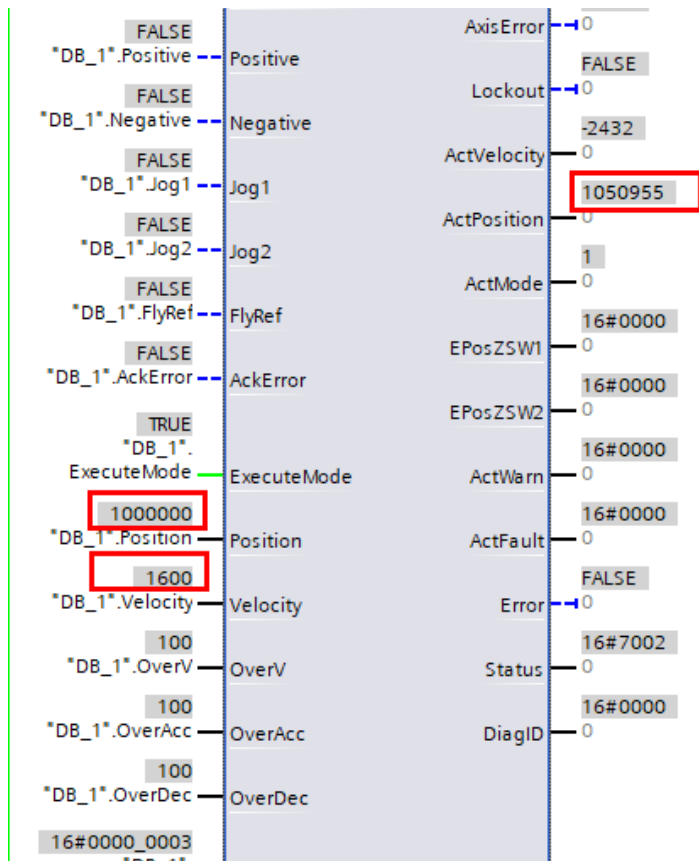 FALSE
"DB_1".Positive
Positive
FALSE
"DB_1".Negative
Negative
FALSE
"DB_1".Jog1
Jog1
FALSE
"DB_1".Jog2
Jog2
FALSE
"DB_1".FlyRef
FlyRef
FALSE
"DB_1".AckError
AckError
TRUE
"DB_1".
ExecuteMode
ExecuteMode
1000000
"DB_1".Position
Position
1600
"DB_1".Velocity
Velocity
100
"DB_1".OverV
OverV
100
"DB_1".OverAcc
OverAcc
100
"DB_1".OverDec
OverDec
16#0000_0003
AxisError
0
FALSE
Lockout
0
-2432
ActVelocity
0
1050955
ActPosition
0
1
ActMode
0
16#0000
EPosZSW1
0
16#0000
EPosZSW2
0
16#0000
ActWarn
0
16#0000
ActFault
0
FALSE
Error
0
16#7002
Status
0
16#0000
DiagID
0